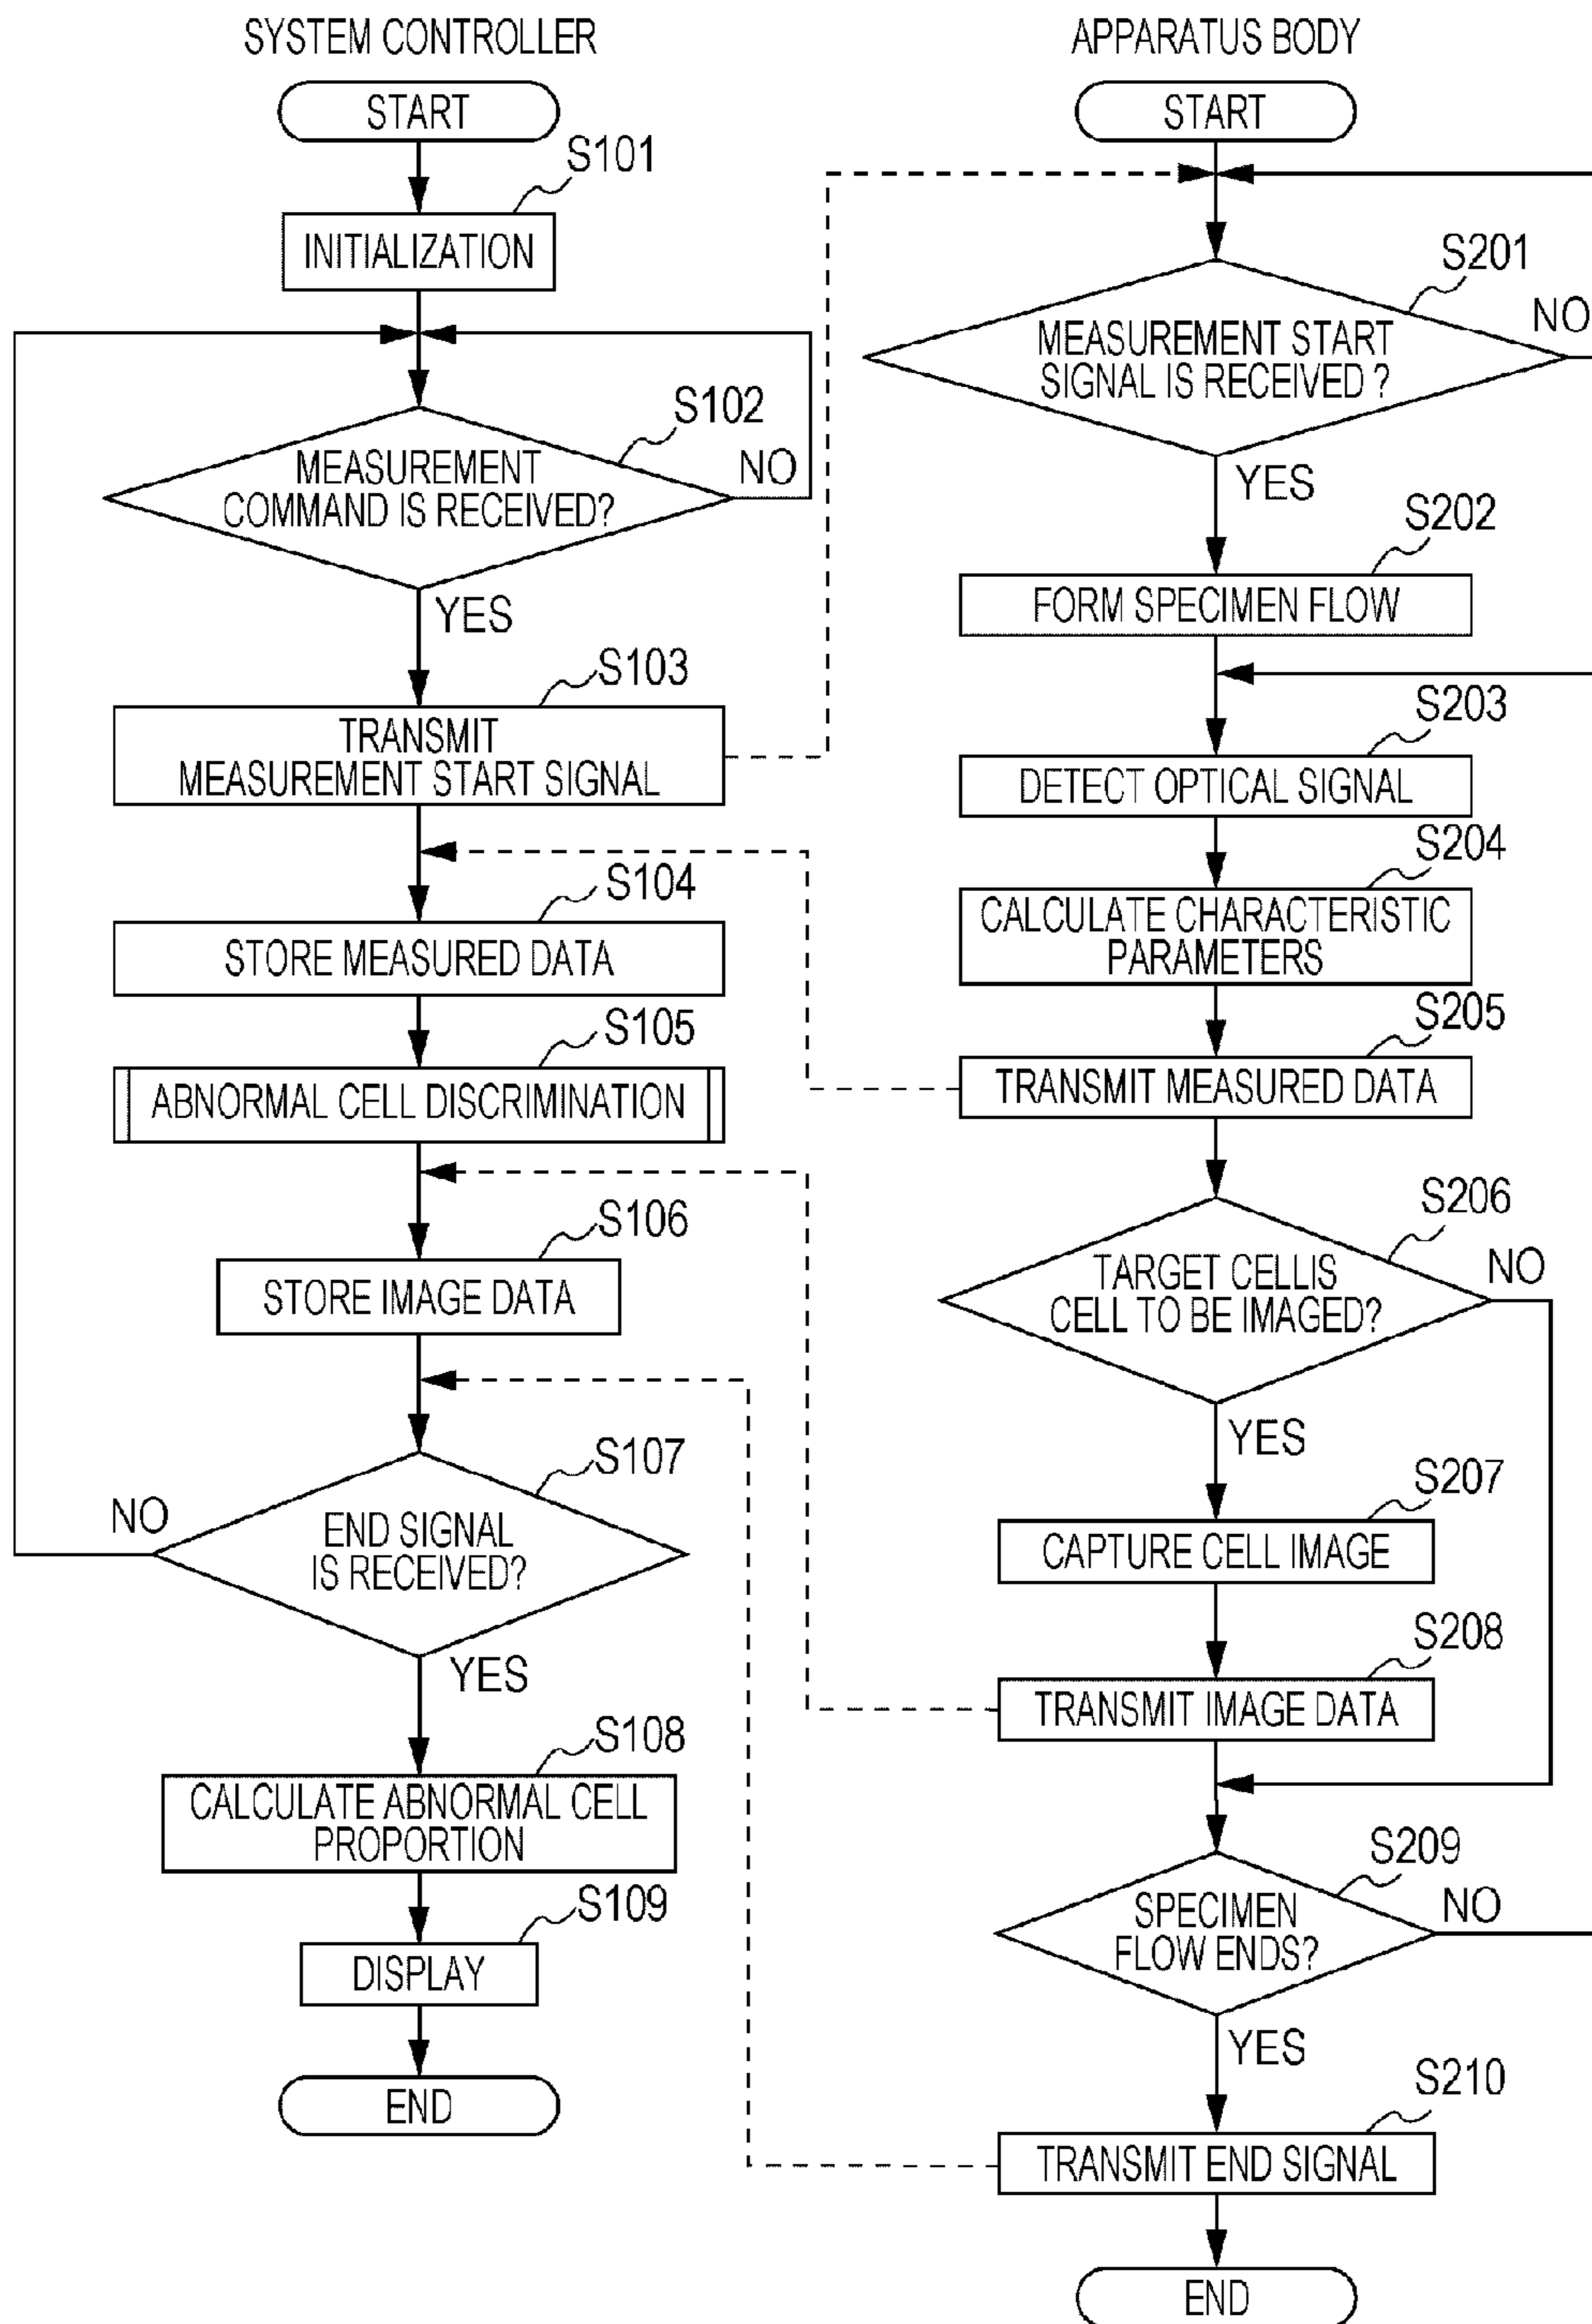 SYSTEM CONTROLLER
START
S101
INITIALIZATION
S102
MEASUREMENT
COMMAND IS RECEIVED?
NO
YES
S103
TRANSMIT
MEASUREMENT START SIGNAL
S104
STORE MEASURED DATA
S105
ABNORMAL CELL DISCRIMINATION
S106
STORE IMAGE DATA
S107
NO
END SIGNAL
IS RECEIVED?
YES
S108
CALCULATE ABNORMAL CELL
PROPORTION
S109
DISPLAY
END
APPARATUS BODY
START
S201
NO
MEASUREMENT START
SIGNAL IS RECEIVED ?
YES
S202
FORM SPECIMEN FLOW
S203
DETECT OPTICAL SIGNAL
S204
CALCULATE CHARACTERISTIC
PARAMETERS
S205
TRANSMIT MEASURED DATA
S206
NO
TARGET CELLIS
CELL TO BE IMAGED?
YES
S207
CAPTURE CELL IMAGE
S208
TRANSMIT IMAGE DATA
S209
NO
SPECIMEN
FLOW ENDS?
YES
S210
TRANSMIT END SIGNAL
END